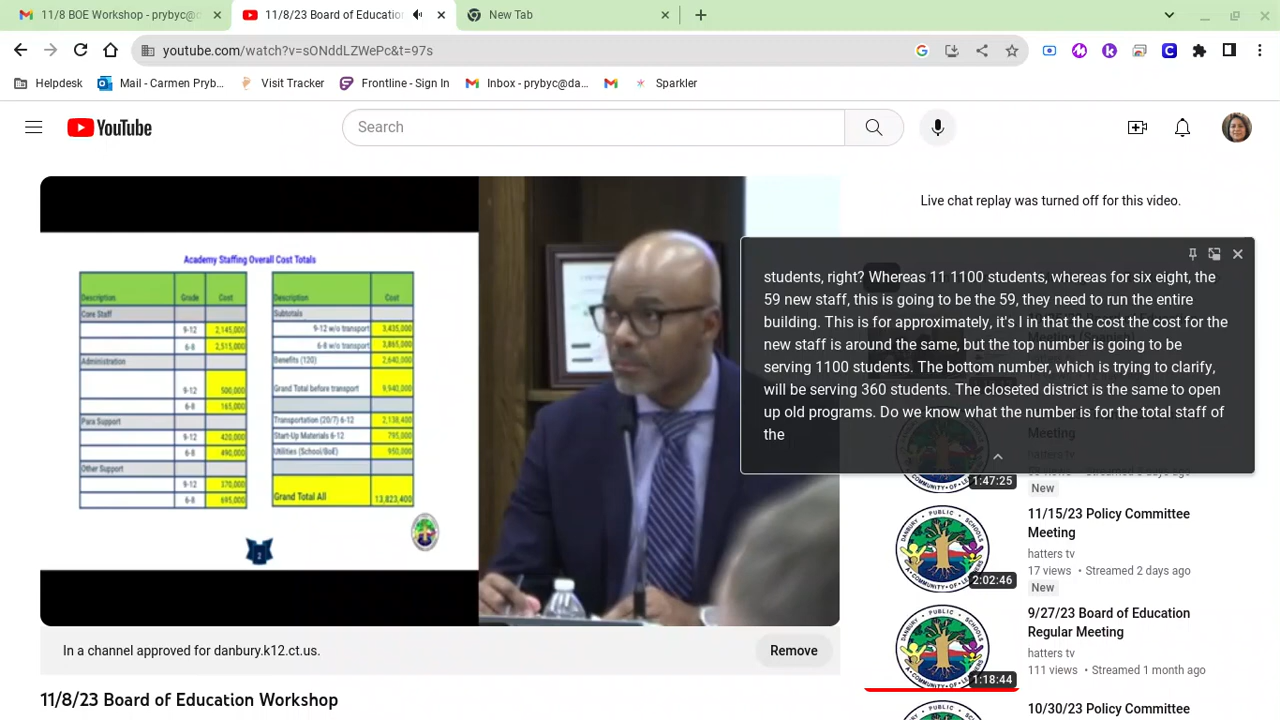 11/8 BOE Workshop - prybyc@d
11/8/23 Board of Education
New Tab
youtube.com/watch?v=sONddLZWePc&t=97s
Helpdesk
Mail - Carmen Pryb...
Visit Tracker
Frontline - Sign In
Inbox - prybyc@da...
Sparkler
YouTube
Search
Live chat replay was turned off for this video.
Academy Staffing Overall Cost Totals
Description Grade Cost
Core Staff
9-12 2,145,000
6-8 2,515,000
Administration
9-12 500,000
6-8 165,000
Para Support
9-12 420,000
6-8 490,000
Other Support
9-12 370,000
6-8 695,000
Description Cost
Subtotals
9-12 w/o transport 3,435,000
6-8 w/o transport 3,865,000
Benefits (120) 2,640,000
Grand Total before transport 9,940,000
Transportation (20/7) 6-12 2,138,400
Start-Up Materials 6-12 795,000
Utilities (School/BoE) 950,000
Grand Total All 13,823,400
2
students, right? Whereas 11 1100 students, whereas for six eight, the
59 new staff, this is going to be the 59, they need to run the entire
building. This is for approximately, it's I in that the cost the cost for the
new staff is around the same, but the top number is going to be
serving 1100 students. The bottom number, which is trying to clarify,
will be serving 360 students. The closeted district is the same to open
up old programs. Do we know what the number is for the total staff of
the
Meeting
hatters tv
1:47:25
New
11/15/23 Policy Committee
Meeting
hatters tv
17 views • Streamed 2 days ago
2:02:46
New
9/27/23 Board of Education
Regular Meeting
hatters tv
111 views • Streamed 1 month ago
1:18:44
10/30/23 Policy Committee
In a channel approved for danbury.k12.ct.us.
Remove
11/8/23 Board of Education Workshop